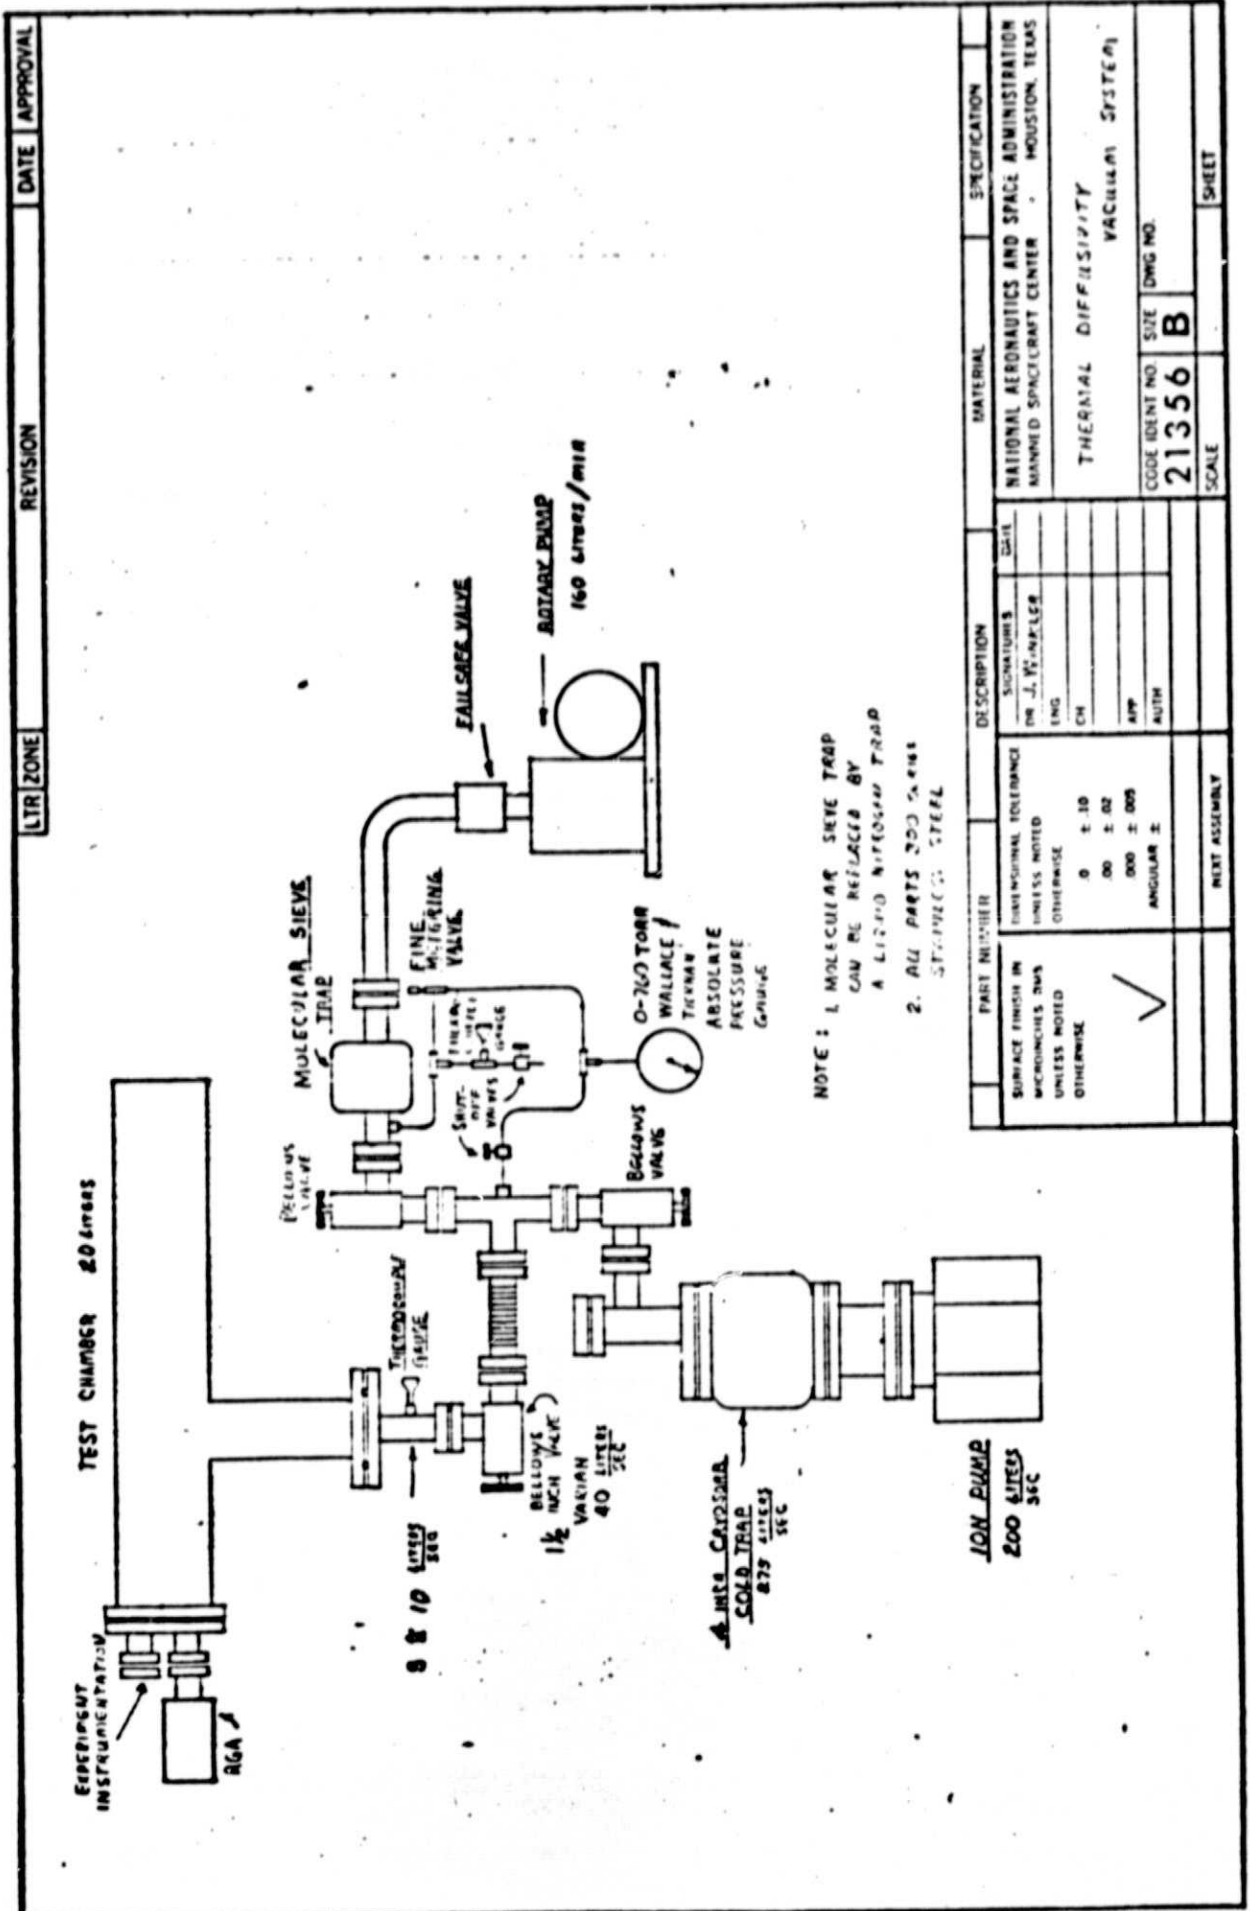 LTR ZONE REVISION DATE APPROVAL
TEST CHAMBER 20 LITERS
EXPERIMENT
INSTRUMENTATION
RGA
THERMOCOUPLE
GAUGE
LITERS
SEC
BELLOWS
1½ INCH VALVE
VARIAN
40 LITERS
SEC
BELLOWS
VALVE
MOLECULAR SIEVE
TRAP
FINE
METERING
VALVE
GAUGE
SHUT-
OFF
VALVES
FAILSAFE VALVE
ROTARY PUMP
160 LITERS/MIN
0-760 TORR
WALLACE &
TIERNAN
ABSOLUTE
PRESSURE
GAUGE
BELLOWS
VALVE
4 INCH CRYOSORB
COLD TRAP
275 LITERS
SEC
ION PUMP
200 LITERS
SEC
NOTE: 1. MOLECULAR SIEVE TRAP
CAN BE REPLACED BY
A LIQUID NITROGEN TRAP
2. ALL PARTS 300 SERIES
STAINLESS STEEL
PART NUMBER DESCRIPTION MATERIAL SPECIFICATION
SURFACE FINISH IN
MICROINCHES RMS
UNLESS NOTED
OTHERWISE
DIMENSIONAL TOLERANCE
UNLESS NOTED
OTHERWISE
.0 ± .10
.00 ± .02
.000 ± .005
ANGULAR ±
SIGNATURES DATE
DR J. WINKLER
ENG
CH
APP
AUTH
NATIONAL AERONAUTICS AND SPACE ADMINISTRATION
MANNED SPACECRAFT CENTER · HOUSTON, TEXAS
THERMAL DIFFUSIVITY
VACUUM SYSTEM
CODE IDENT NO. SIZE DWG NO.
21356 B
NEXT ASSEMBLY SCALE SHEET